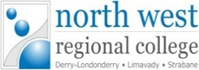 north west
regional college
Derry~Londonderry • Limavady • Strabane